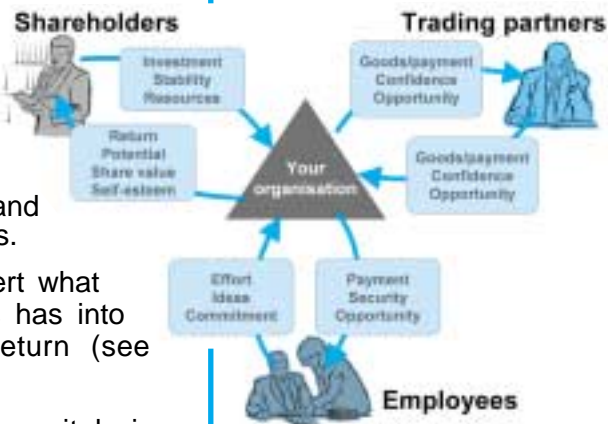 Shareholders
Trading partners
Investment
Stability
Resources
Goods/payment
Confidence
Opportunity
Return
Potential
Share value
Self-esteem
Your
organisation
Goods/payment
Confidence
Opportunity
and
s.
ert what
has into
eturn (see
Effort
Ideas
Commitment
Payment
Security
Opportunity
Employees